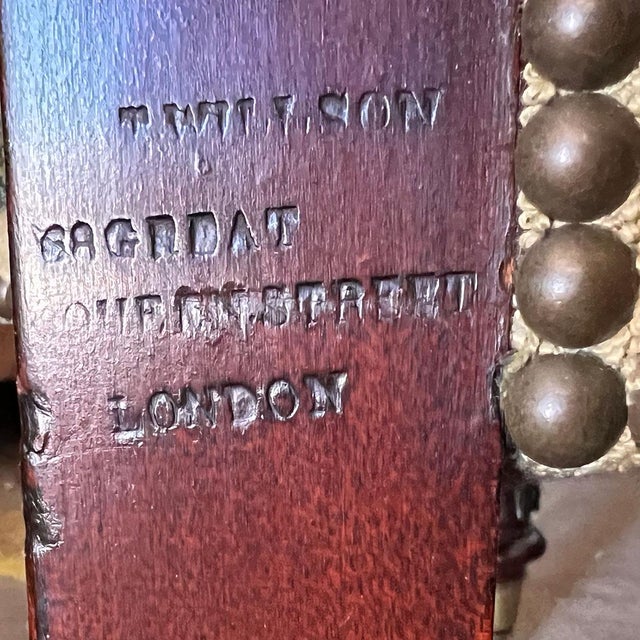 T.WILLSON
68 GREAT
QUEEN STREET
LONDON